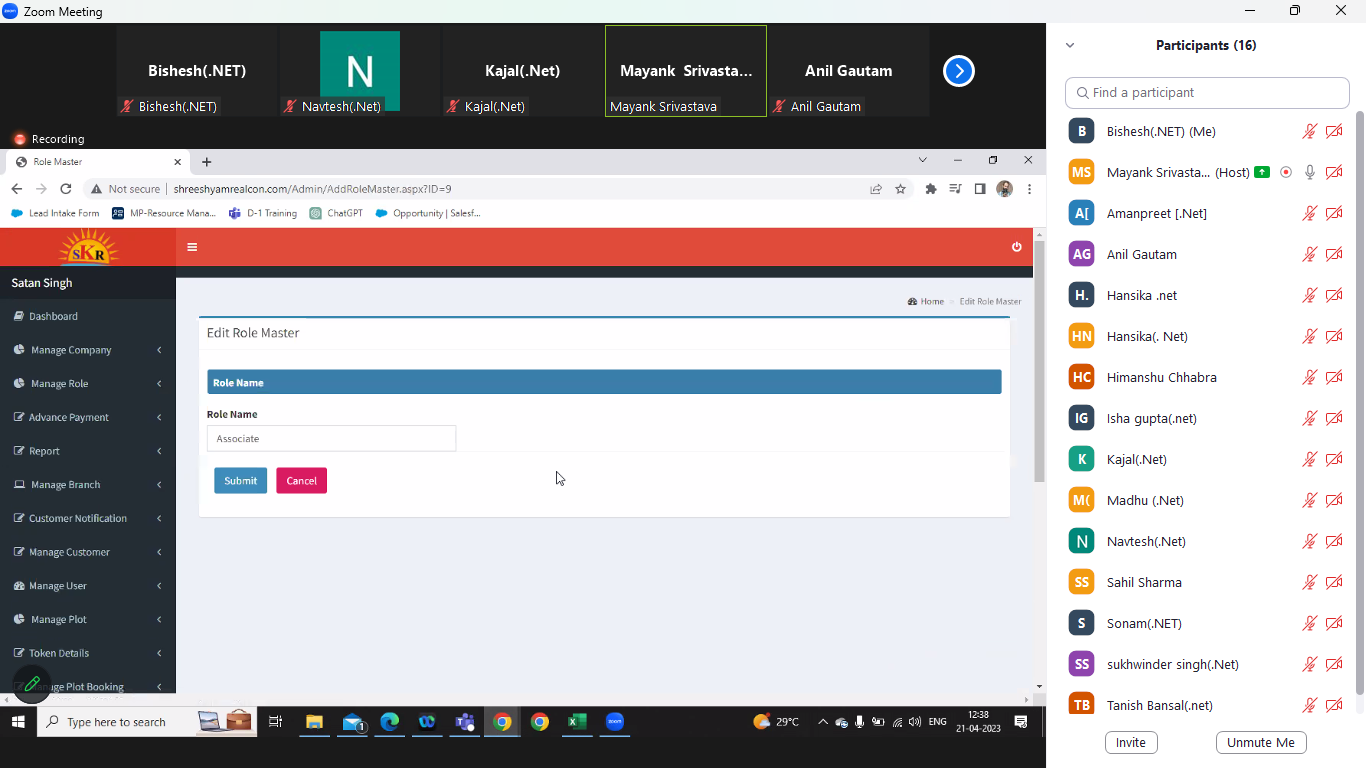 Zoom Meeting
Bishesh(.NET)
Bishesh(.NET)
N
Navtesh(.Net)
Kajal(.Net)
Kajal(.Net)
Mayank Srivasta...
Mayank Srivastava
Anil Gautam
Anil Gautam
Recording
Role Master
Not secure
shreeshyamrealcon.com/Admin/AddRoleMaster.aspx?ID=9
Lead Intake Form
MP-Resource Mana...
D-1 Training
ChatGPT
Opportunity | Salesf...
SKR
Satan Singh
Dashboard
Manage Company
Manage Role
Advance Payment
Report
Manage Branch
Customer Notification
Manage Customer
Manage User
Manage Plot
Token Details
Plot Booking
Home
Edit Role Master
Edit Role Master
Role Name
Role Name
Associate
Submit
Cancel
Type here to search
1
zoom
29°C
ENG
12:38
21-04-2023
Participants (16)
Find a participant
B Bishesh(.NET) (Me)
MS Mayank Srivasta... (Host)
A[ Amanpreet [.Net]
AG Anil Gautam
H. Hansika .net
HN Hansika(. Net)
HC Himanshu Chhabra
IG Isha gupta(.net)
K Kajal(.Net)
M( Madhu (.Net)
N Navtesh(.Net)
SS Sahil Sharma
S Sonam(.NET)
SS sukhwinder singh(.Net)
TB Tanish Bansal(.net)
Invite
Unmute Me